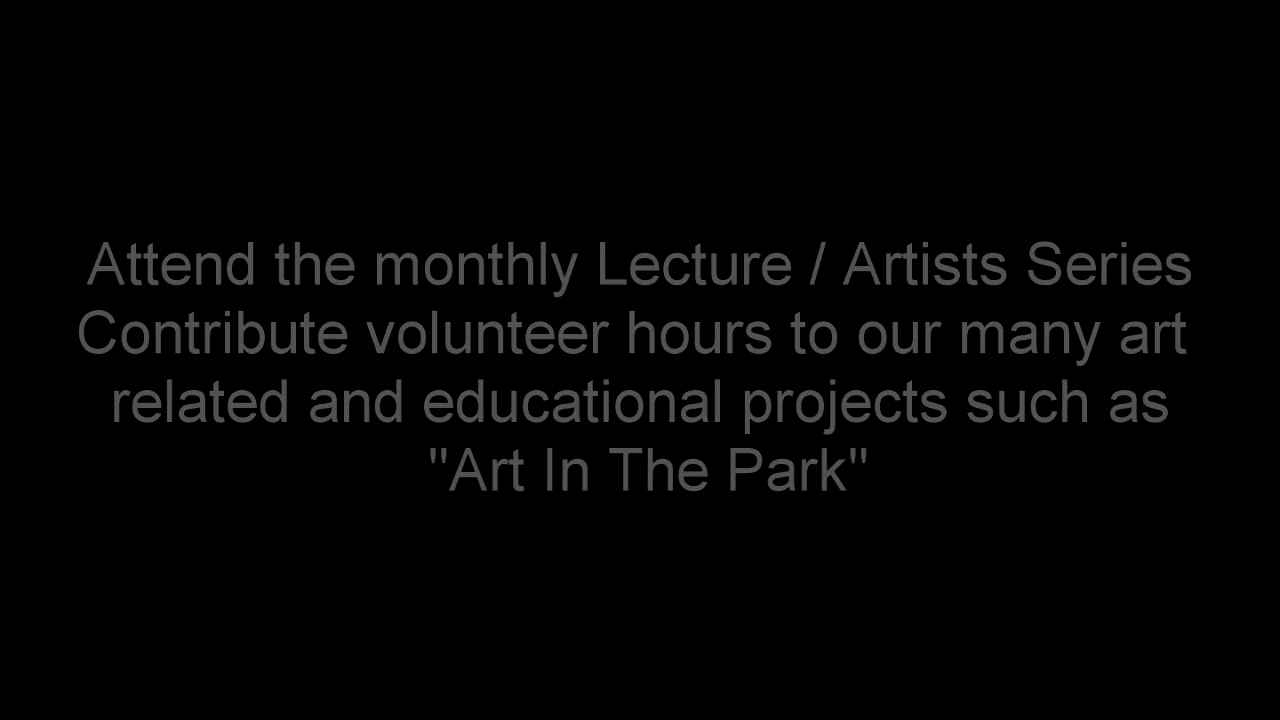 Attend the monthly Lecture / Artists Series
Contribute volunteer hours to our many art
related and educational projects such as
"Art In The Park"